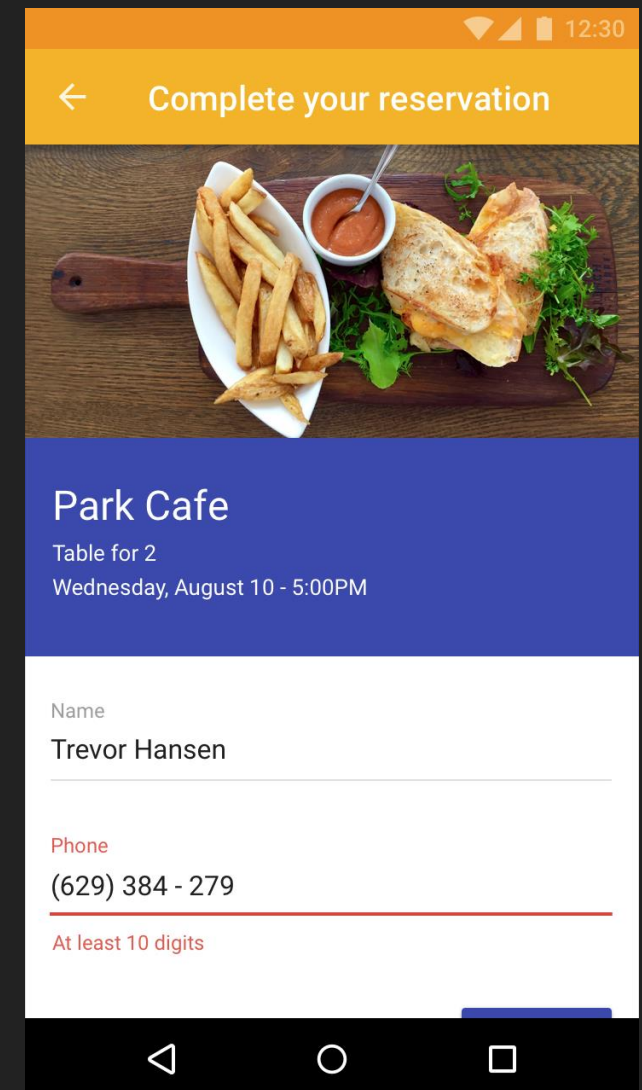 12:30
Complete your reservation
Park Cafe
Table for 2
Wednesday, August 10 - 5:00PM
Name
Trevor Hansen
Phone
(629) 384 - 279
At least 10 digits